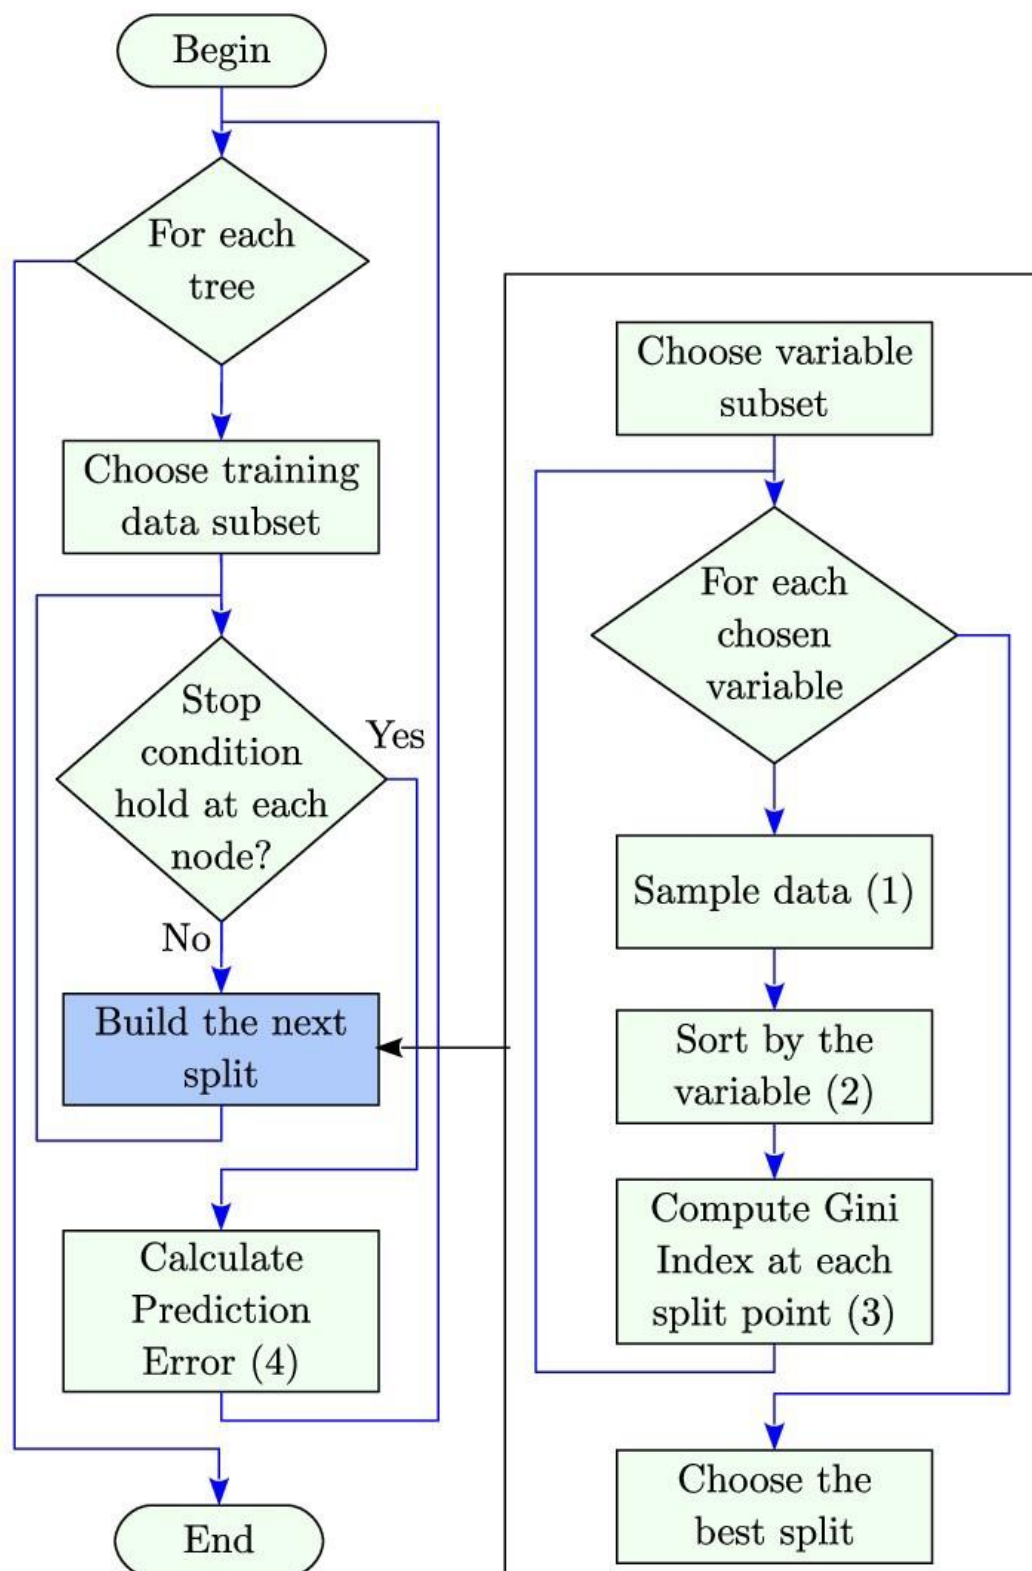 Begin
For each
tree
Choose training
data subset
Stop
condition
hold at each
node?
Yes
No
Build the next
split
Calculate
Prediction
Error (4)
End
Choose variable
subset
For each
chosen
variable
Sample data (1)
Sort by the
variable (2)
Compute Gini
Index at each
split point (3)
Choose the
best split